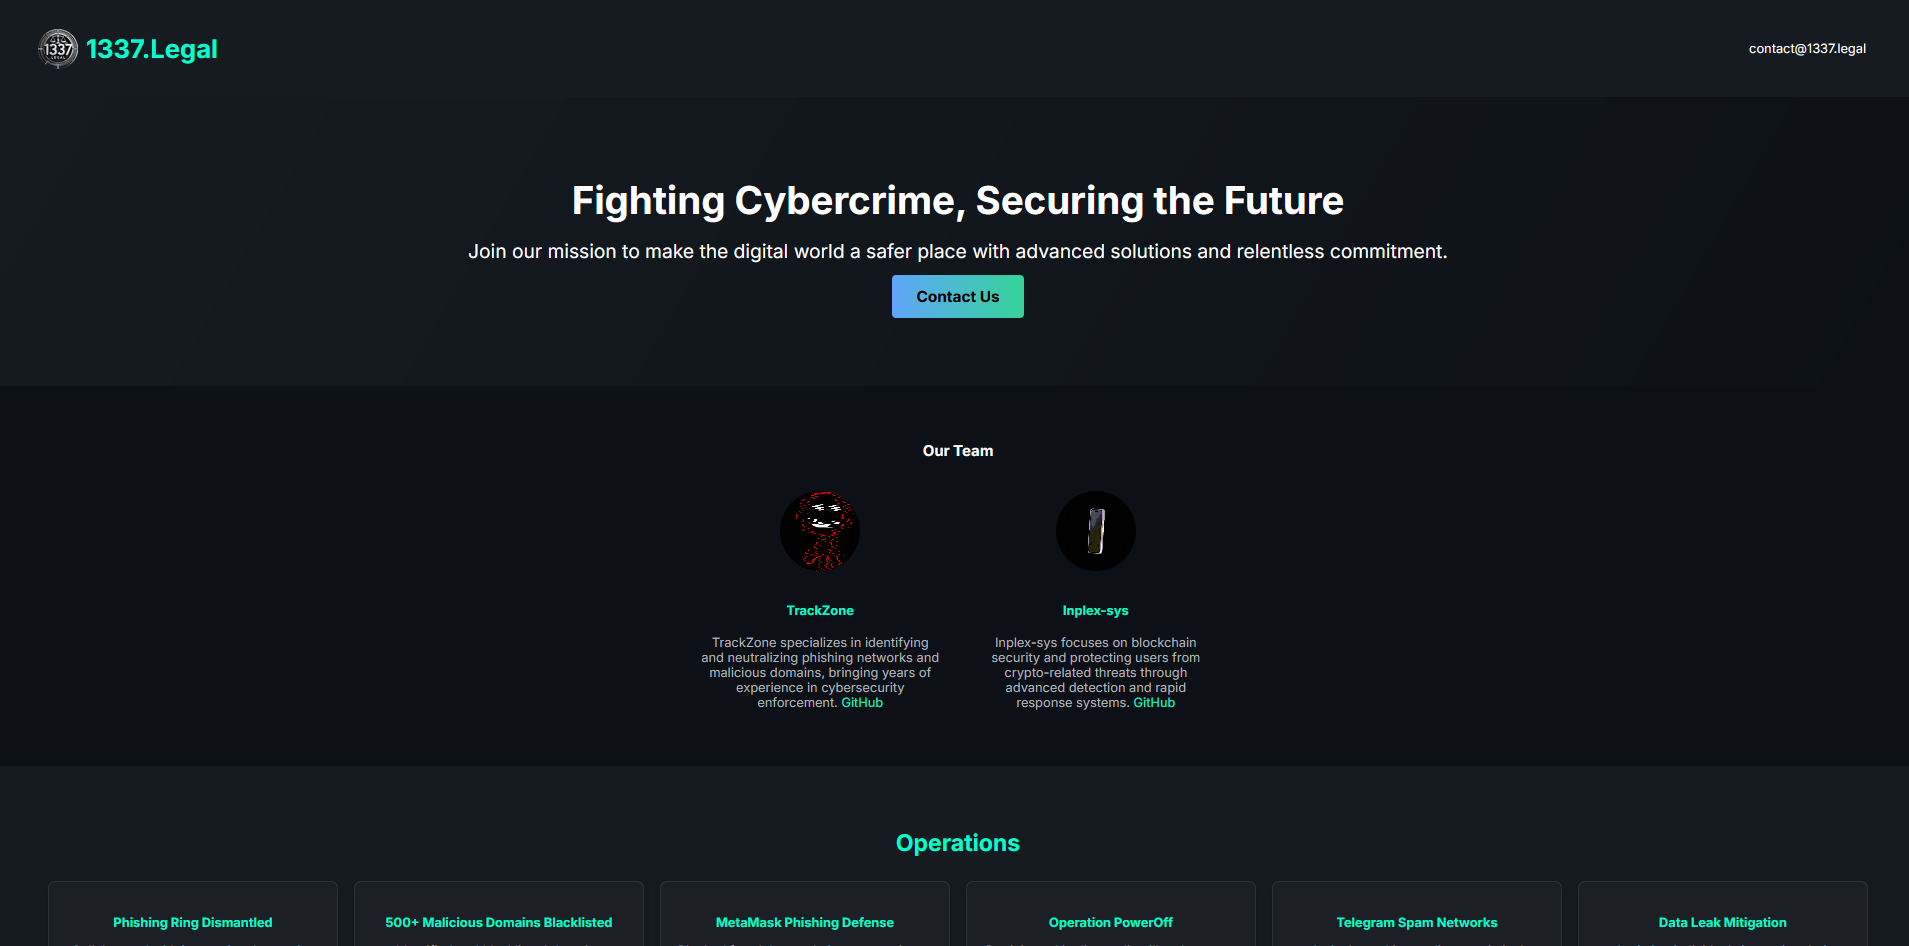 1337
LEGAL
1337.Legal
contact@1337.legal
Fighting Cybercrime, Securing the Future
Join our mission to make the digital world a safer place with advanced solutions and relentless commitment.
Contact Us
Our Team
TrackZone
TrackZone specializes in identifying
and neutralizing phishing networks and
malicious domains, bringing years of
experience in cybersecurity
enforcement. GitHub
Inplex-sys
Inplex-sys focuses on blockchain
security and protecting users from
crypto-related threats through
advanced detection and rapid
response systems. GitHub
Operations
Phishing Ring Dismantled
500+ Malicious Domains Blacklisted
MetaMask Phishing Defense
Operation PowerOff
Telegram Spam Networks
Data Leak Mitigation